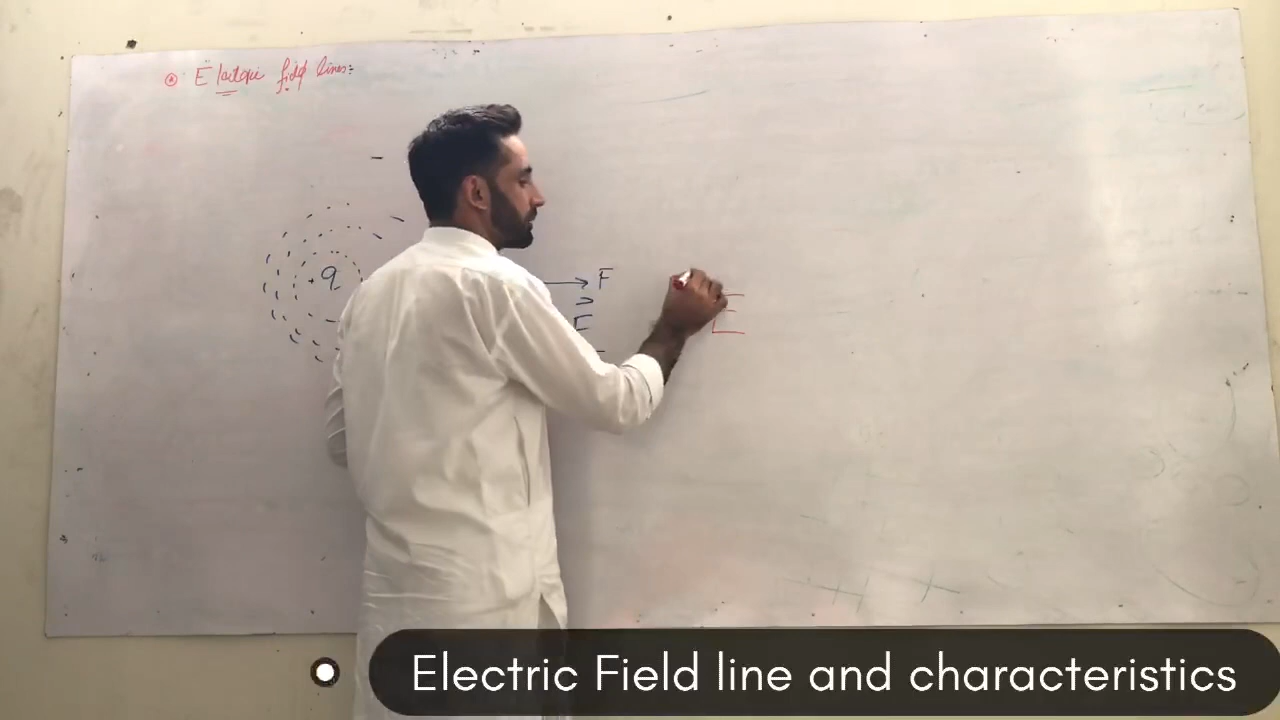 Electric field lines:
q
F
E
E
Electric Field line and characteristics